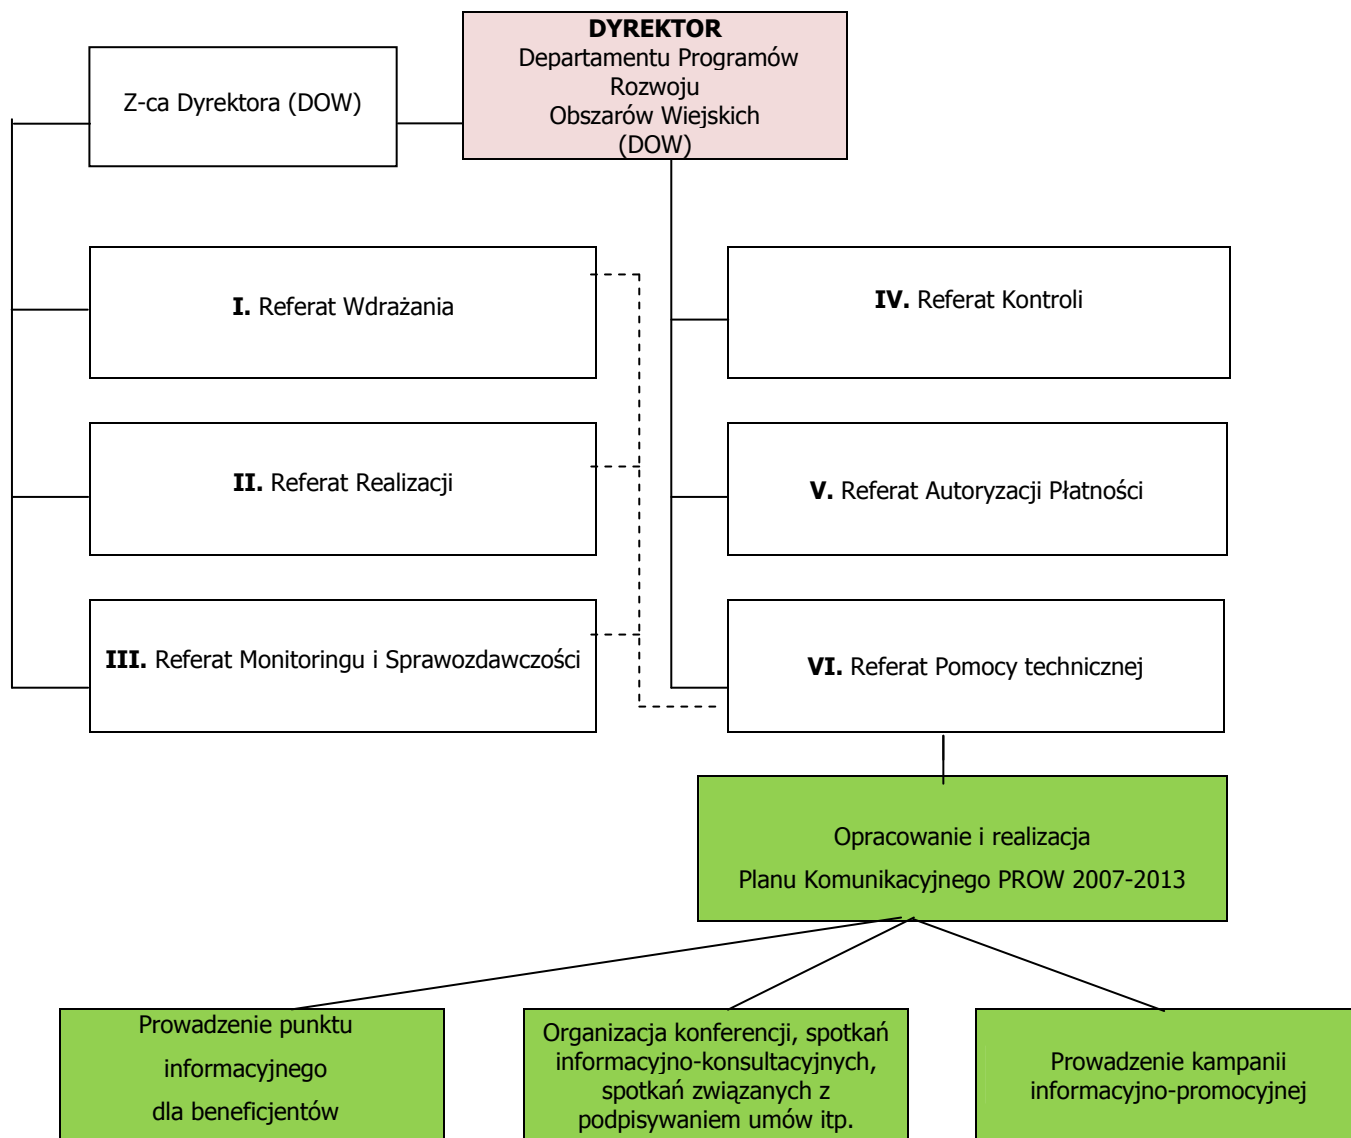 DYREKTOR
Departamentu Programów
Rozwoju
Obszarów Wiejskich
(DOW)
Z-ca Dyrektora (DOW)
I. Referat Wdrażania
IV. Referat Kontroli
II. Referat Realizacji
V. Referat Autoryzacji Płatności
III. Referat Monitoringu i Sprawozdawczości
VI. Referat Pomocy technicznej
Opracowanie i realizacja
Planu Komunikacyjnego PROW 2007-2013
Prowadzenie punktu
informacyjnego
dla beneficjentów
Organizacja konferencji, spotkań
informacyjno-konsultacyjnych,
spotkań związanych z
podpisywaniem umów itp.
Prowadzenie kampanii
informacyjno-promocyjnej